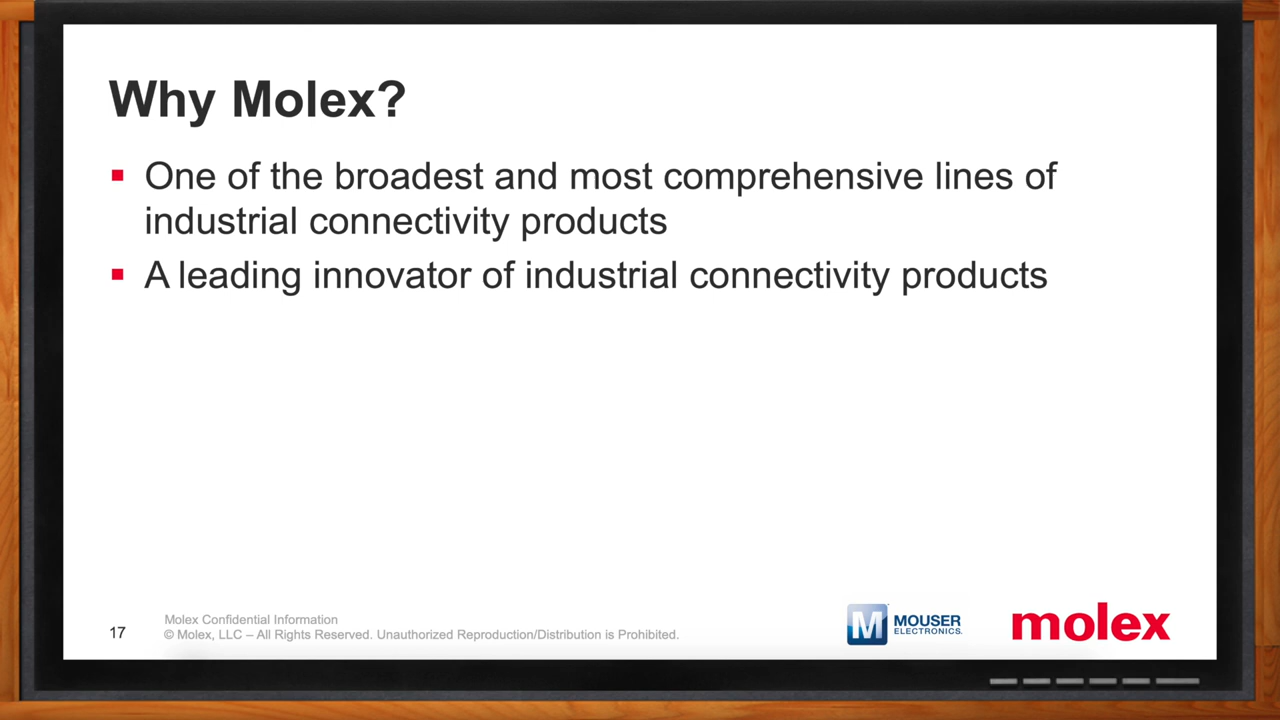 Why Molex?
▪ One of the broadest and most comprehensive lines of
industrial connectivity products
▪ A leading innovator of industrial connectivity products
17
Molex Confidential Information
© Molex, LLC – All Rights Reserved. Unauthorized Reproduction/Distribution is Prohibited.
M MOUSER
ELECTRONICS.
molex